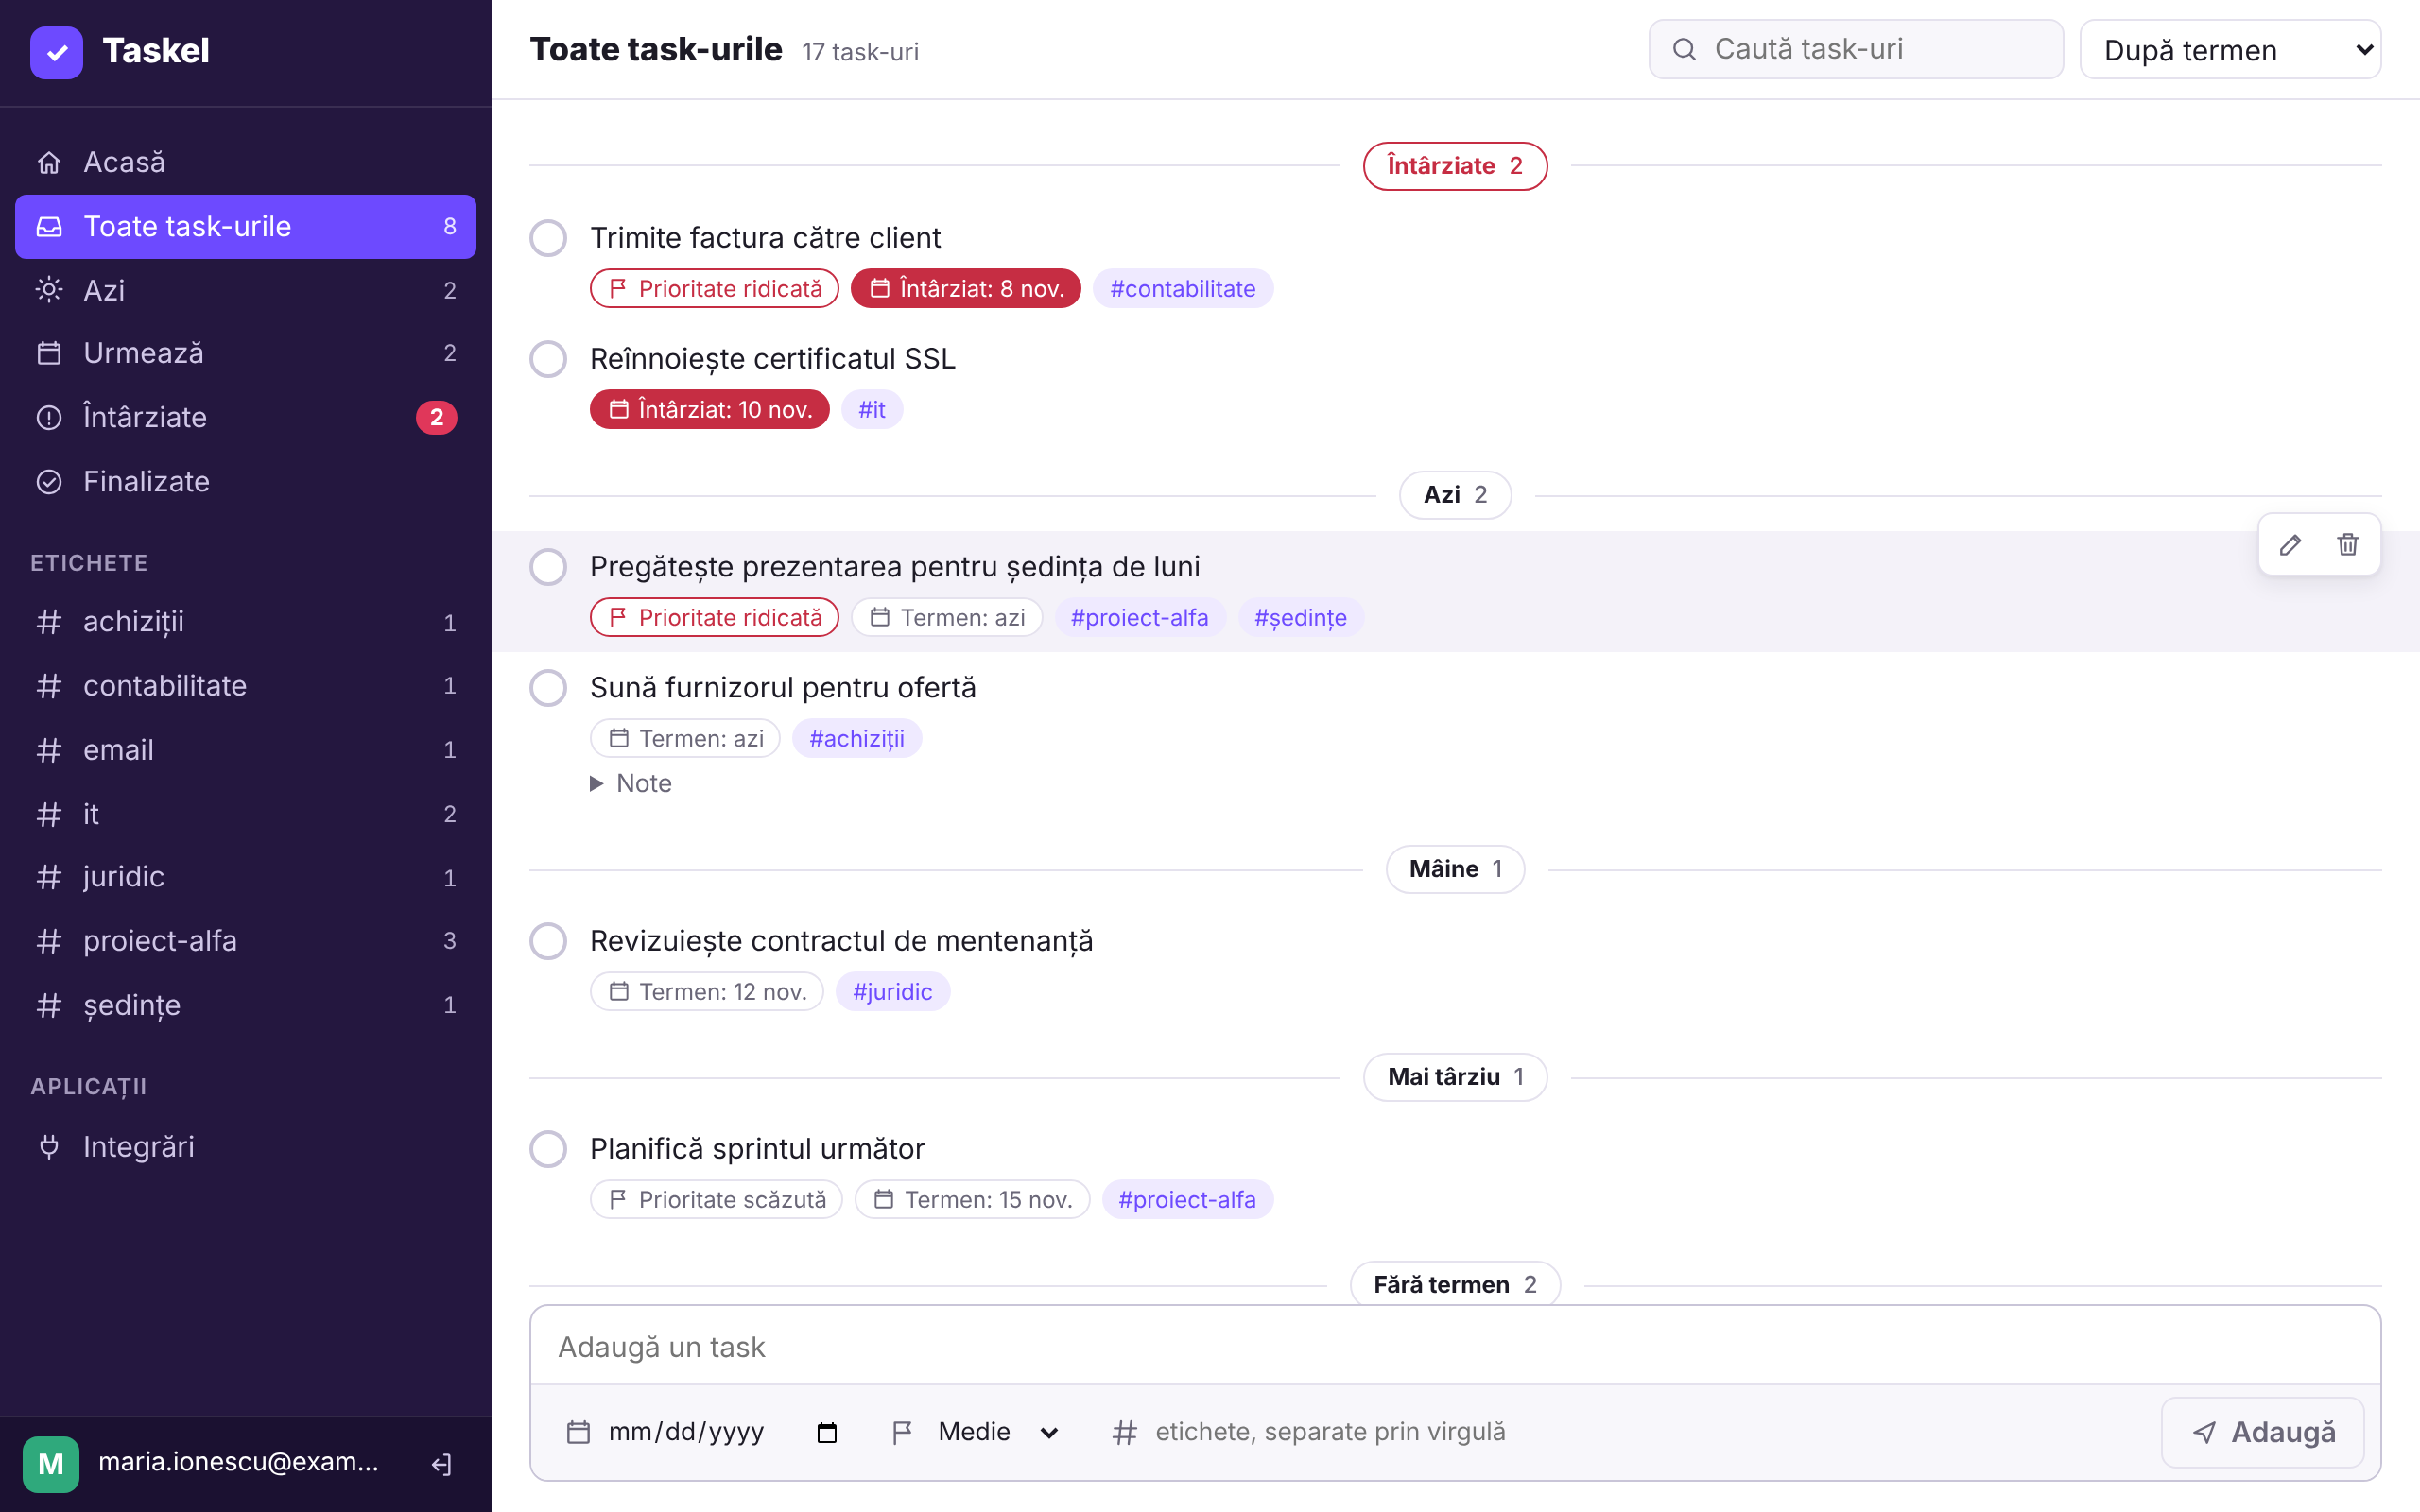 Taskel
Acasă
Toate task-urile 8
Azi 2
Urmează 2
Întârziate 2
Finalizate
ETICHETE
# achiziții 1
# contabilitate 1
# email 1
# it 2
# juridic 1
# proiect-alfa 3
# ședințe 1
APLICAȚII
Integrări
M maria.ionescu@exam...
Toate task-urile 17 task-uri
Caută task-uri
După termen
Întârziate 2
Trimite factura către client
Prioritate ridicată Întârziat: 8 nov. #contabilitate
Reînnoiește certificatul SSL
Întârziat: 10 nov. #it
Azi 2
Pregătește prezentarea pentru ședința de luni
Prioritate ridicată Termen: azi #proiect-alfa #ședințe
Sună furnizorul pentru ofertă
Termen: azi #achiziții
Note
Mâine 1
Revizuiește contractul de mentenanță
Termen: 12 nov. #juridic
Mai târziu 1
Planifică sprintul următor
Prioritate scăzută Termen: 15 nov. #proiect-alfa
Fără termen 2
Adaugă un task
mm/dd/yyyy Medie # etichete, separate prin virgulă Adaugă